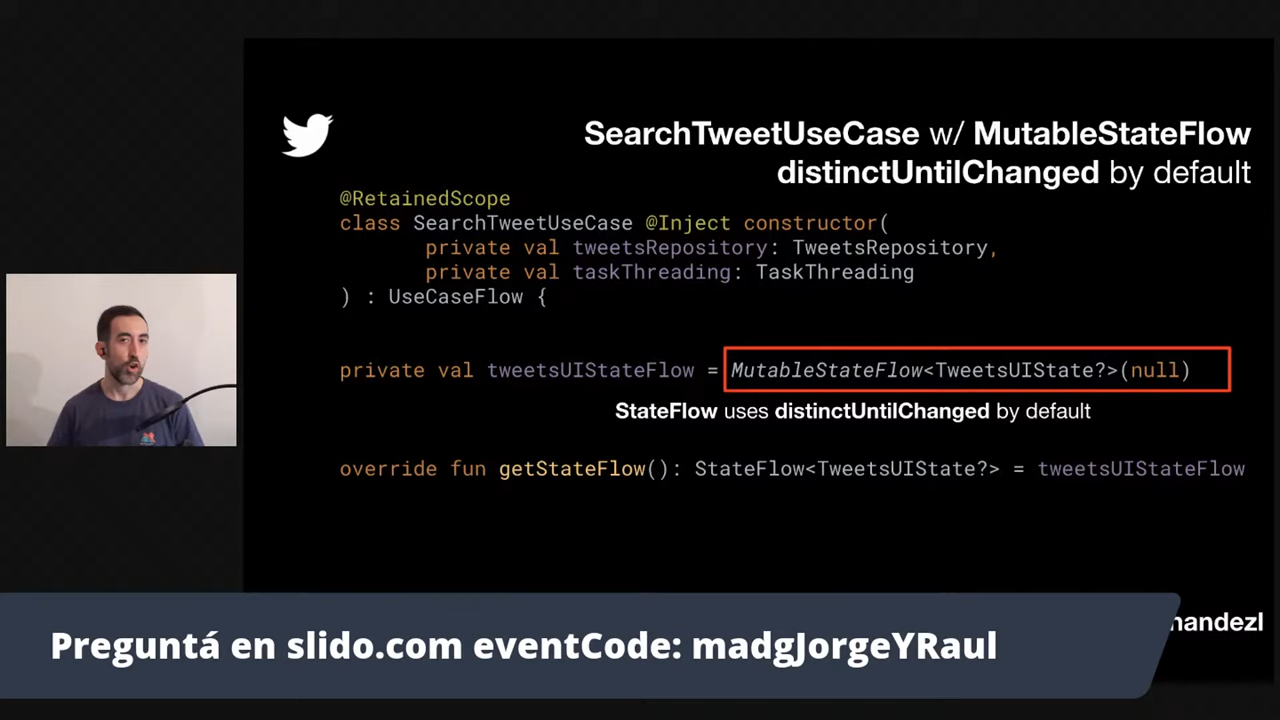 SearchTweetUseCase w/ MutableStateFlow
distinctUntilChanged by default
@RetainedScope
class SearchTweetUseCase @Inject constructor(
private val tweetsRepository: TweetsRepository,
private val taskThreading: TaskThreading
) : UseCaseFlow {
private val tweetsUIStateFlow = MutableStateFlow<TweetsUIState?>(null)
StateFlow uses distinctUntilChanged by default
override fun getStateFlow(): StateFlow<TweetsUIState?> = tweetsUIStateFlow
Preguntá en slido.com eventCode: madgJorgeYRaul